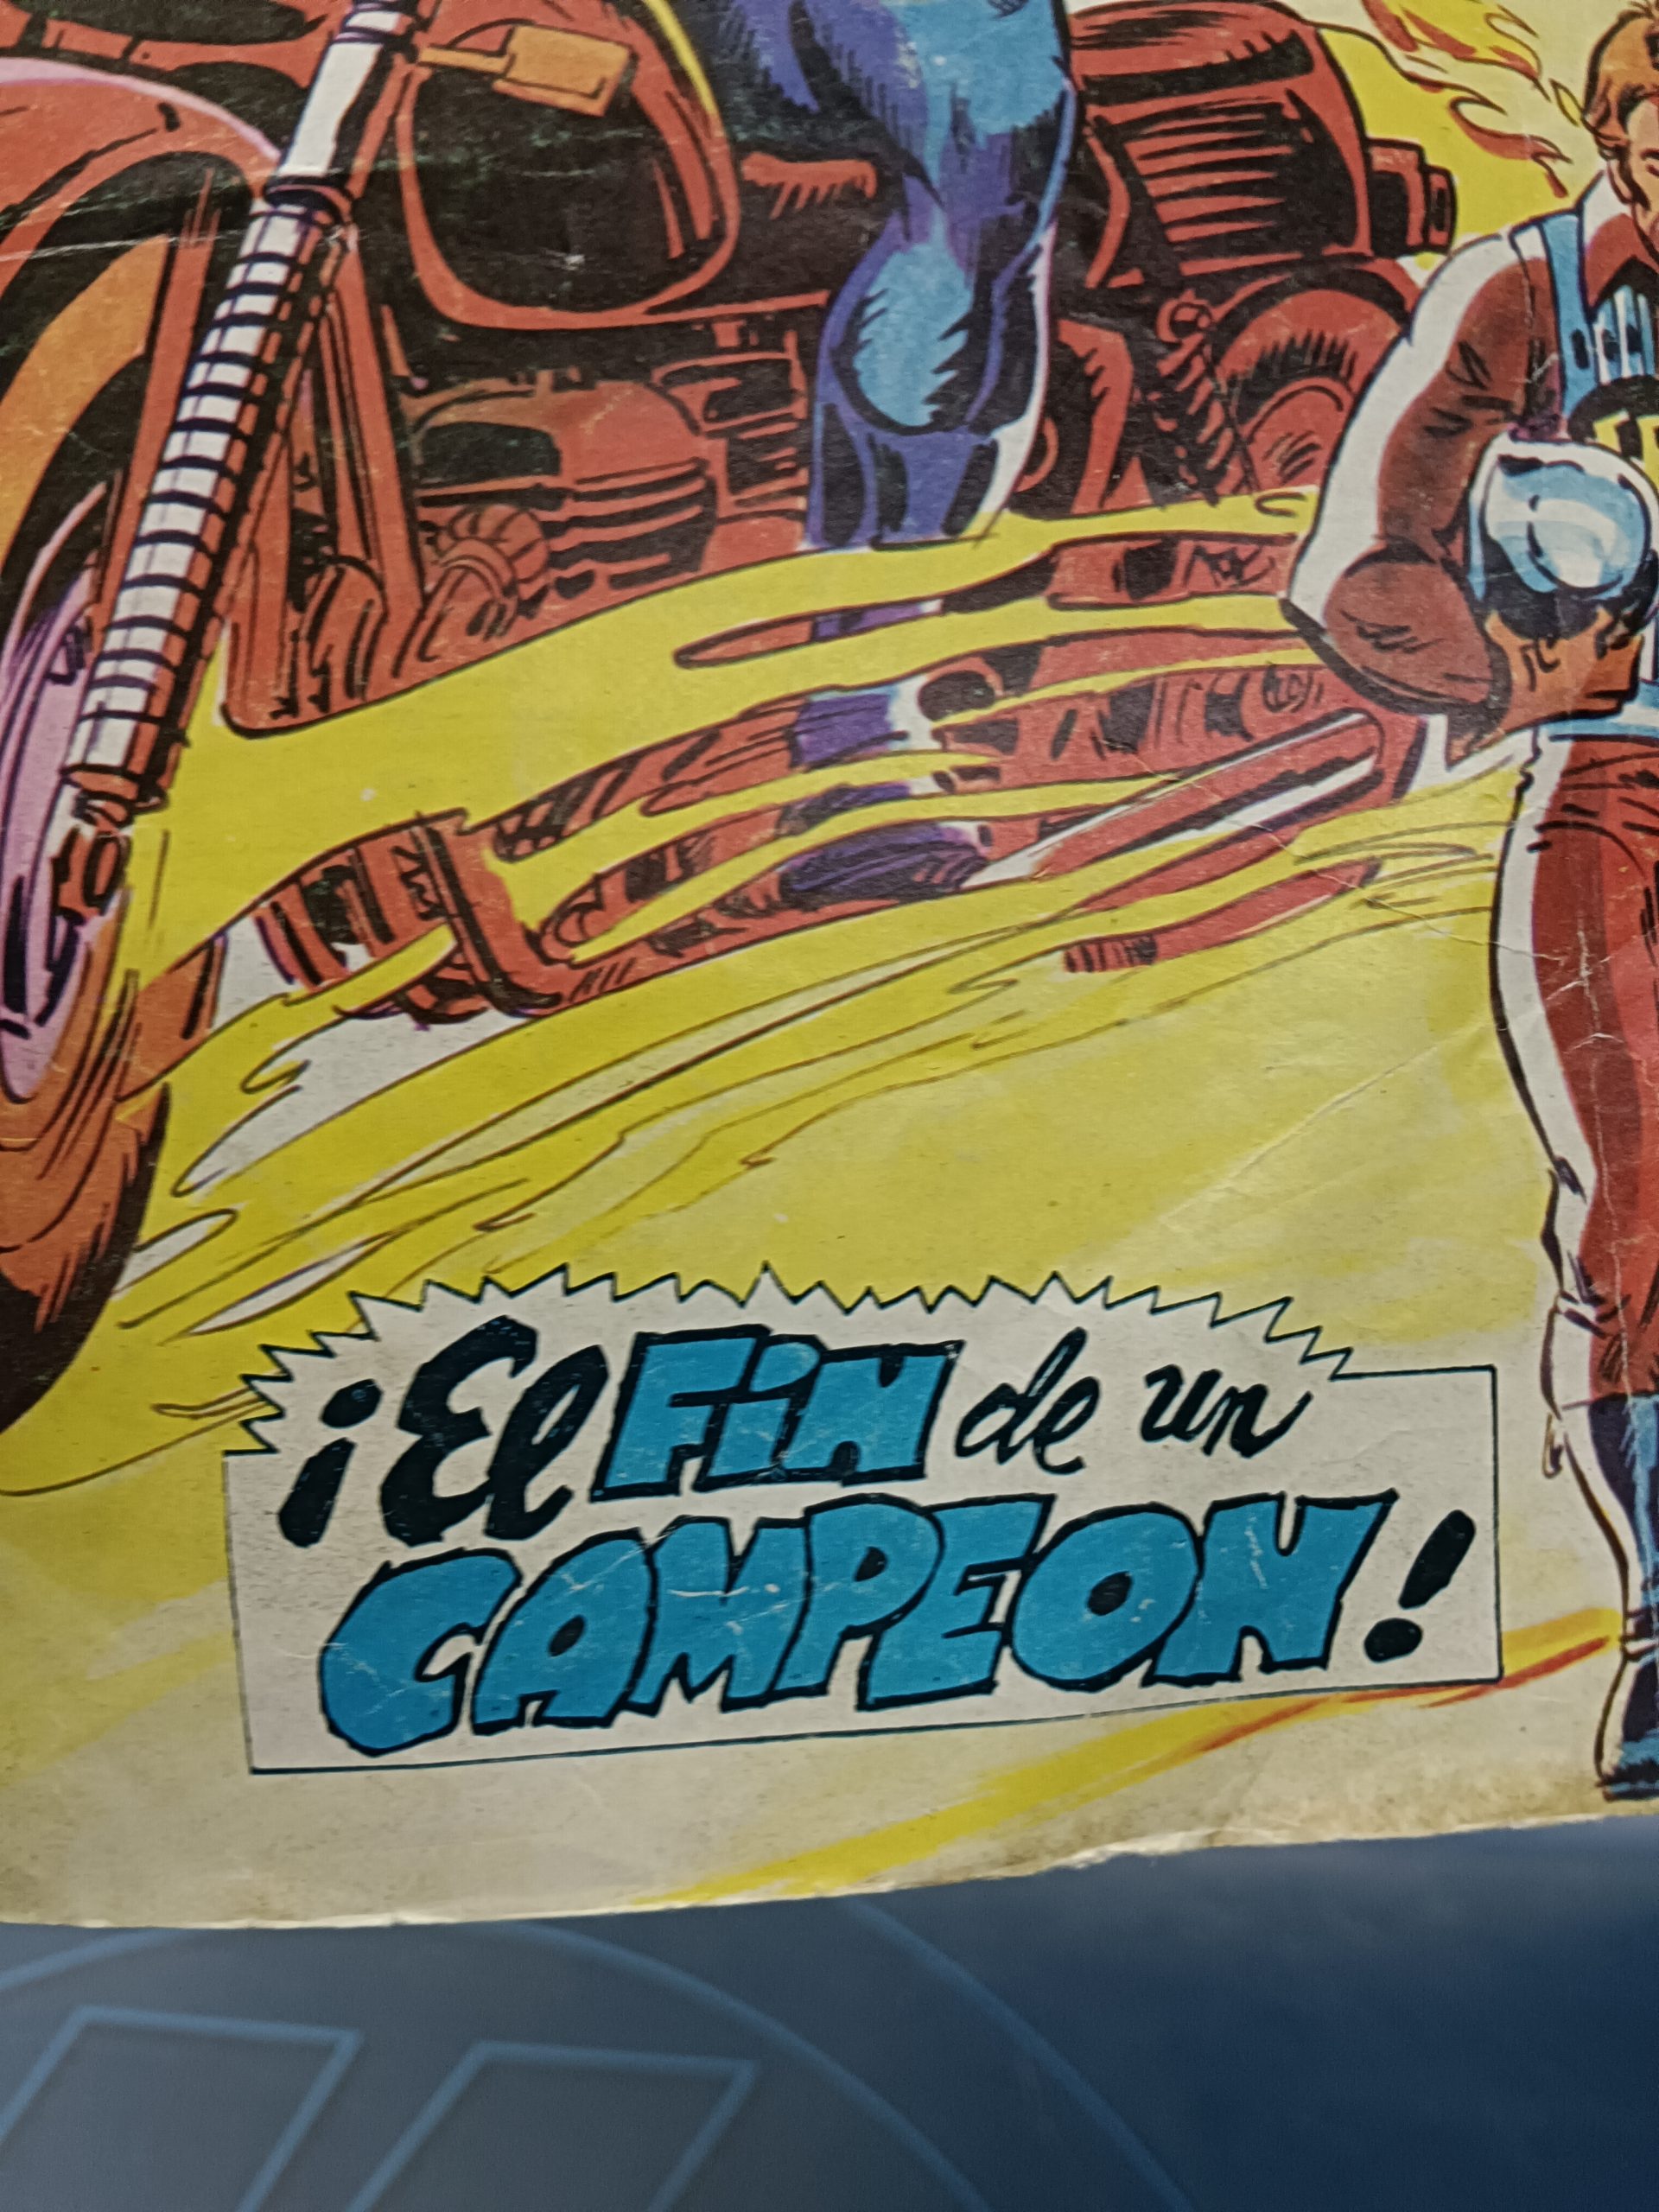 ¡El FiN de un
CAMPEON!